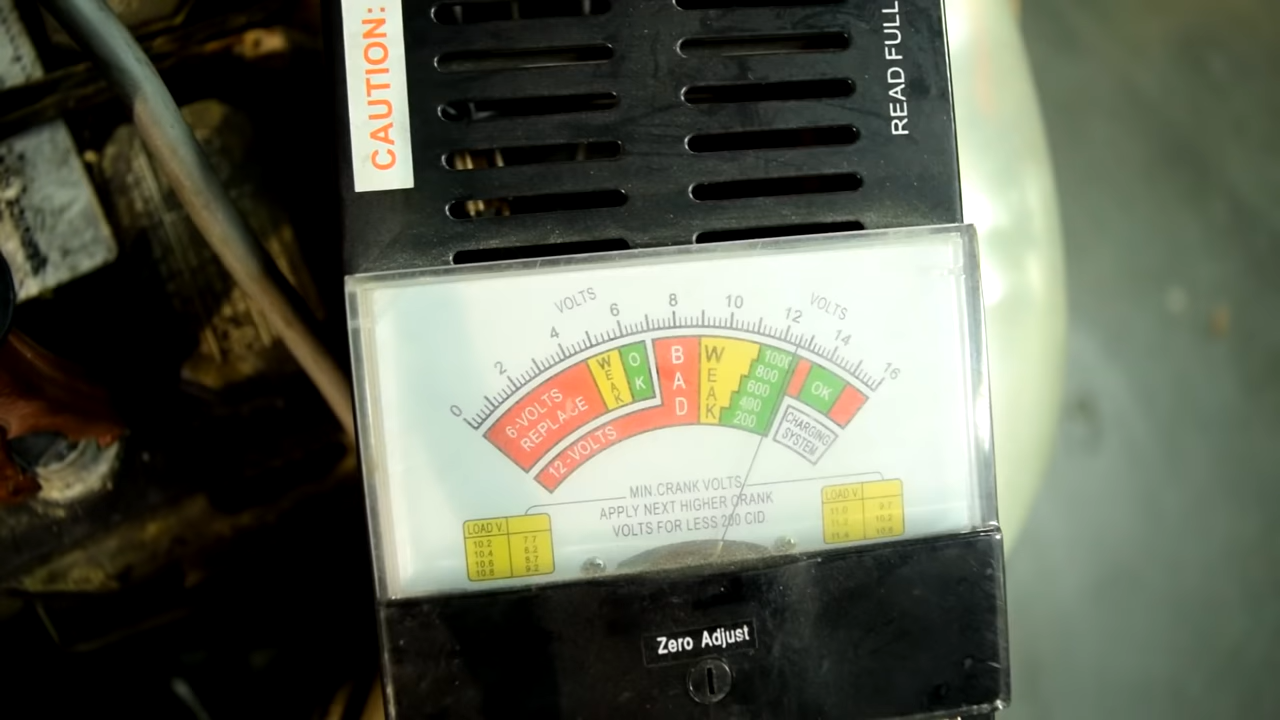 CAUTION:
READ FULL
VOLTS
VOLTS
0 2 4 6 8 10 12 14 16
6-VOLTS
REPLACE
WEAK
OK
12-VOLTS
BAD
WEAK
1000
800
600
400
200
OK
CHARGING
SYSTEM
MIN.CRANK VOLTS
APPLY NEXT HIGHER CRANK
VOLTS FOR LESS 200 CID
LOAD V.
10.2 7.7
10.4 8.2
10.6 8.7
10.8 9.2
LOAD V.
11.0 9.7
11.2 10.2
11.4
Zero Adjust